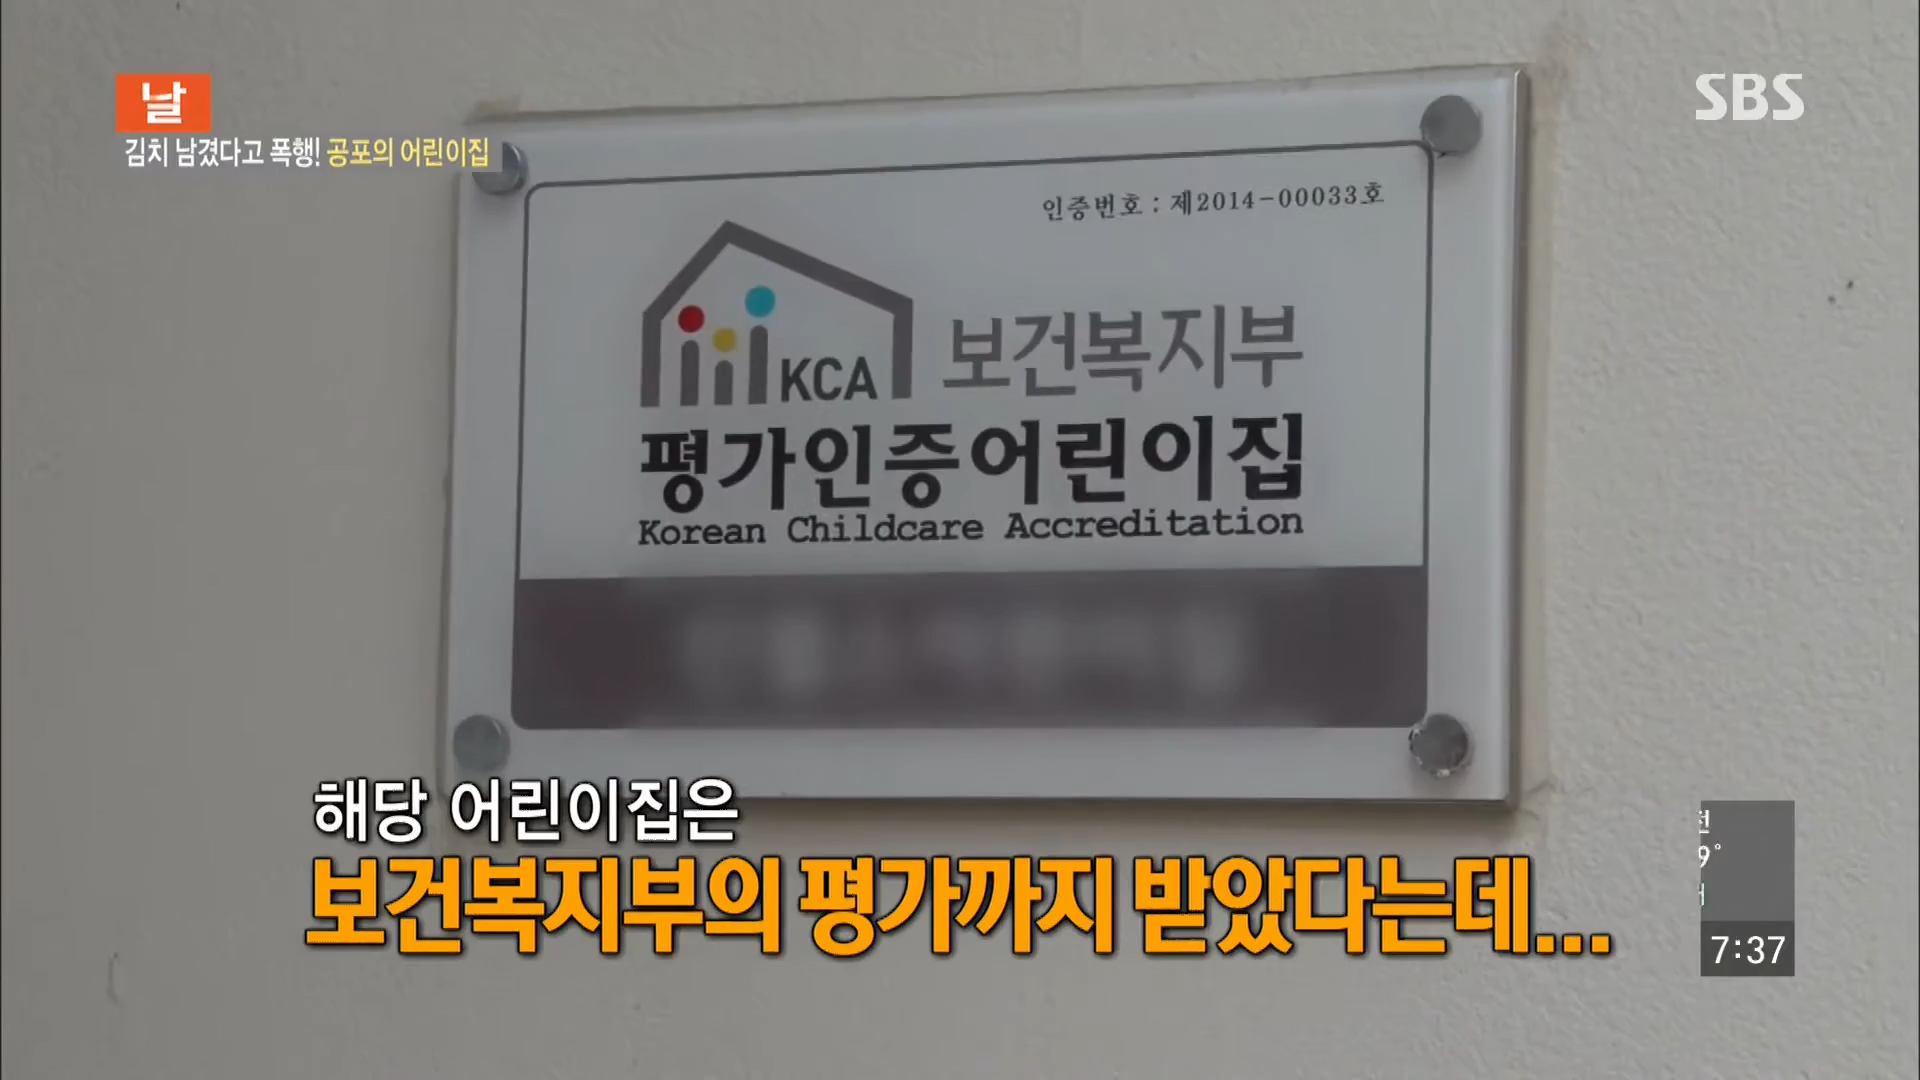 날
SBS
김치 남겼다고 폭행! 공포의 어린이집
인증번호 : 제2014-00033호
KCA 보건복지부
평가인증어린이집
Korean Childcare Accreditation
해당 어린이집은
보건복지부의 평가까지 받았다는데...
9°
7:37